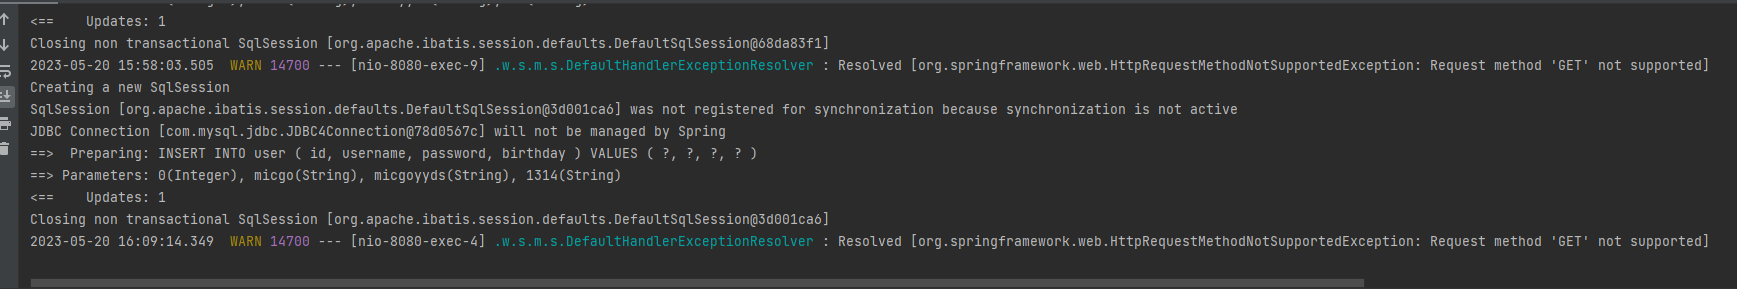 <==    Updates: 1
Closing non transactional SqlSession [org.apache.ibatis.session.defaults.DefaultSqlSession@68da83f1]
2023-05-20 15:58:03.505  WARN 14700 --- [nio-8080-exec-9] .w.s.m.s.DefaultHandlerExceptionResolver : Resolved [org.springframework.web.HttpRequestMethodNotSupportedException: Request method 'GET' not supported]
Creating a new SqlSession
SqlSession [org.apache.ibatis.session.defaults.DefaultSqlSession@3d001ca6] was not registered for synchronization because synchronization is not active
JDBC Connection [com.mysql.jdbc.JDBC4Connection@78d0567c] will not be managed by Spring
==>  Preparing: INSERT INTO user ( id, username, password, birthday ) VALUES ( ?, ?, ?, ? )
==> Parameters: 0(Integer), micgo(String), micgoyyds(String), 1314(String)
<==    Updates: 1
Closing non transactional SqlSession [org.apache.ibatis.session.defaults.DefaultSqlSession@3d001ca6]
2023-05-20 16:09:14.349  WARN 14700 --- [nio-8080-exec-4] .w.s.m.s.DefaultHandlerExceptionResolver : Resolved [org.springframework.web.HttpRequestMethodNotSupportedException: Request method 'GET' not supported]